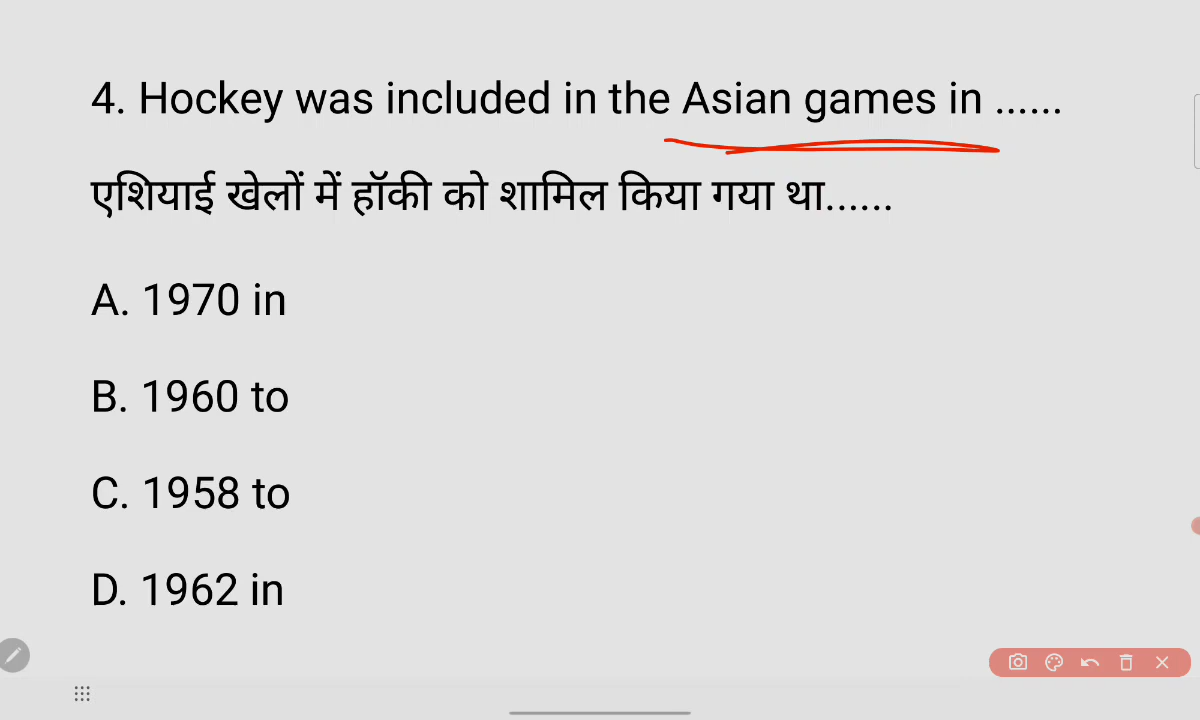 4. Hockey was included in the Asian games in ......
एशियाई खेलों में हॉकी को शामिल किया गया था......
A. 1970 in
B. 1960 to
C. 1958 to
D. 1962 in